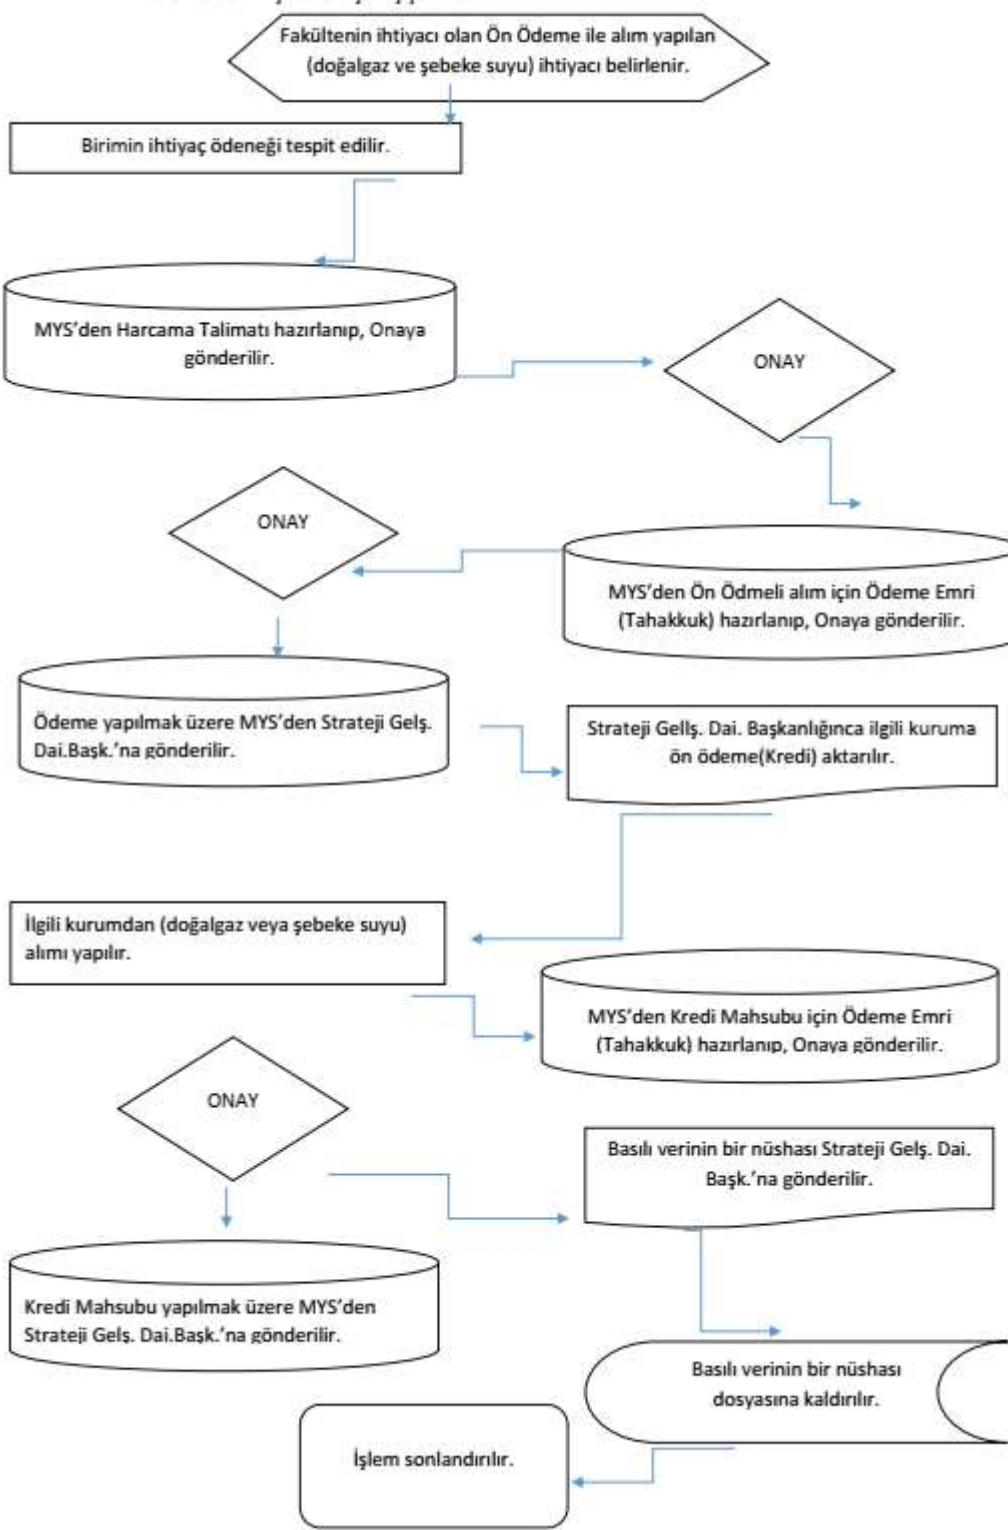 Fakültenin ihtiyacı olan Ön Ödeme ile alım yapılan
(doğalgaz ve şebeke suyu) ihtiyacı belirlenir.
Birimin ihtiyaç ödeneği tespit edilir.
MYS'den Harcama Talimatı hazırlanıp, Onaya
gönderilir.
ONAY
ONAY
MYS'den Ön Ödmeli alım için Ödeme Emri
(Tahakkuk) hazırlanıp, Onaya gönderilir.
Ödeme yapılmak üzere MYS'den Strateji Gelş.
Dai.Başk.'na gönderilir.
Strateji Gellş. Dai. Başkanlığınca ilgili kuruma
ön ödeme(Kredi) aktarılır.
İlgili kurumdan (doğalgaz veya şebeke suyu)
alımı yapılır.
MYS'den Kredi Mahsubu için Ödeme Emri
(Tahakkuk) hazırlanıp, Onaya gönderilir.
ONAY
Basılı verinin bir nüshası Strateji Gelş. Dai.
Başk.'na gönderilir.
Kredi Mahsubu yapılmak üzere MYS'den
Strateji Gelş. Dai.Başk.'na gönderilir.
Basılı verinin bir nüshası
dosyasına kaldırılır.
İşlem sonlandırılır.